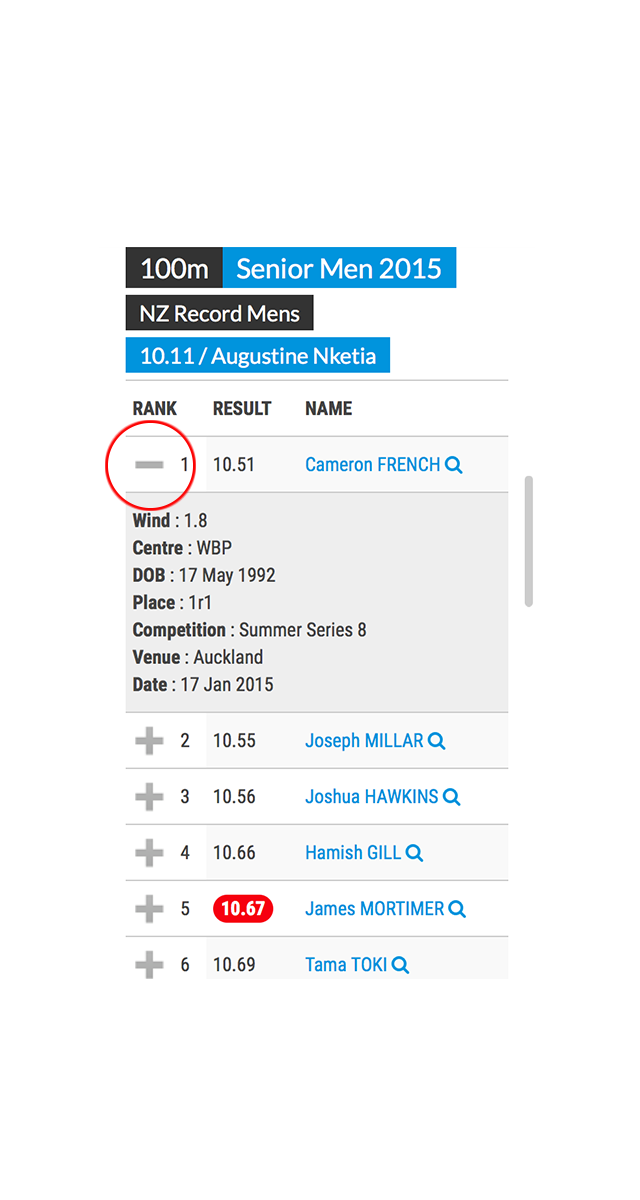 100m Senior Men 2015
NZ Record Mens
10.11 / Augustine Nketia
RANK RESULT NAME
1 10.51 Cameron FRENCH
Wind : 1.8
Centre : WBP
DOB : 17 May 1992
Place : 1r1
Competition : Summer Series 8
Venue : Auckland
Date : 17 Jan 2015
2 10.55 Joseph MILLAR
3 10.56 Joshua HAWKINS
4 10.66 Hamish GILL
5 10.67 James MORTIMER
6 10.69 Tama TOKI